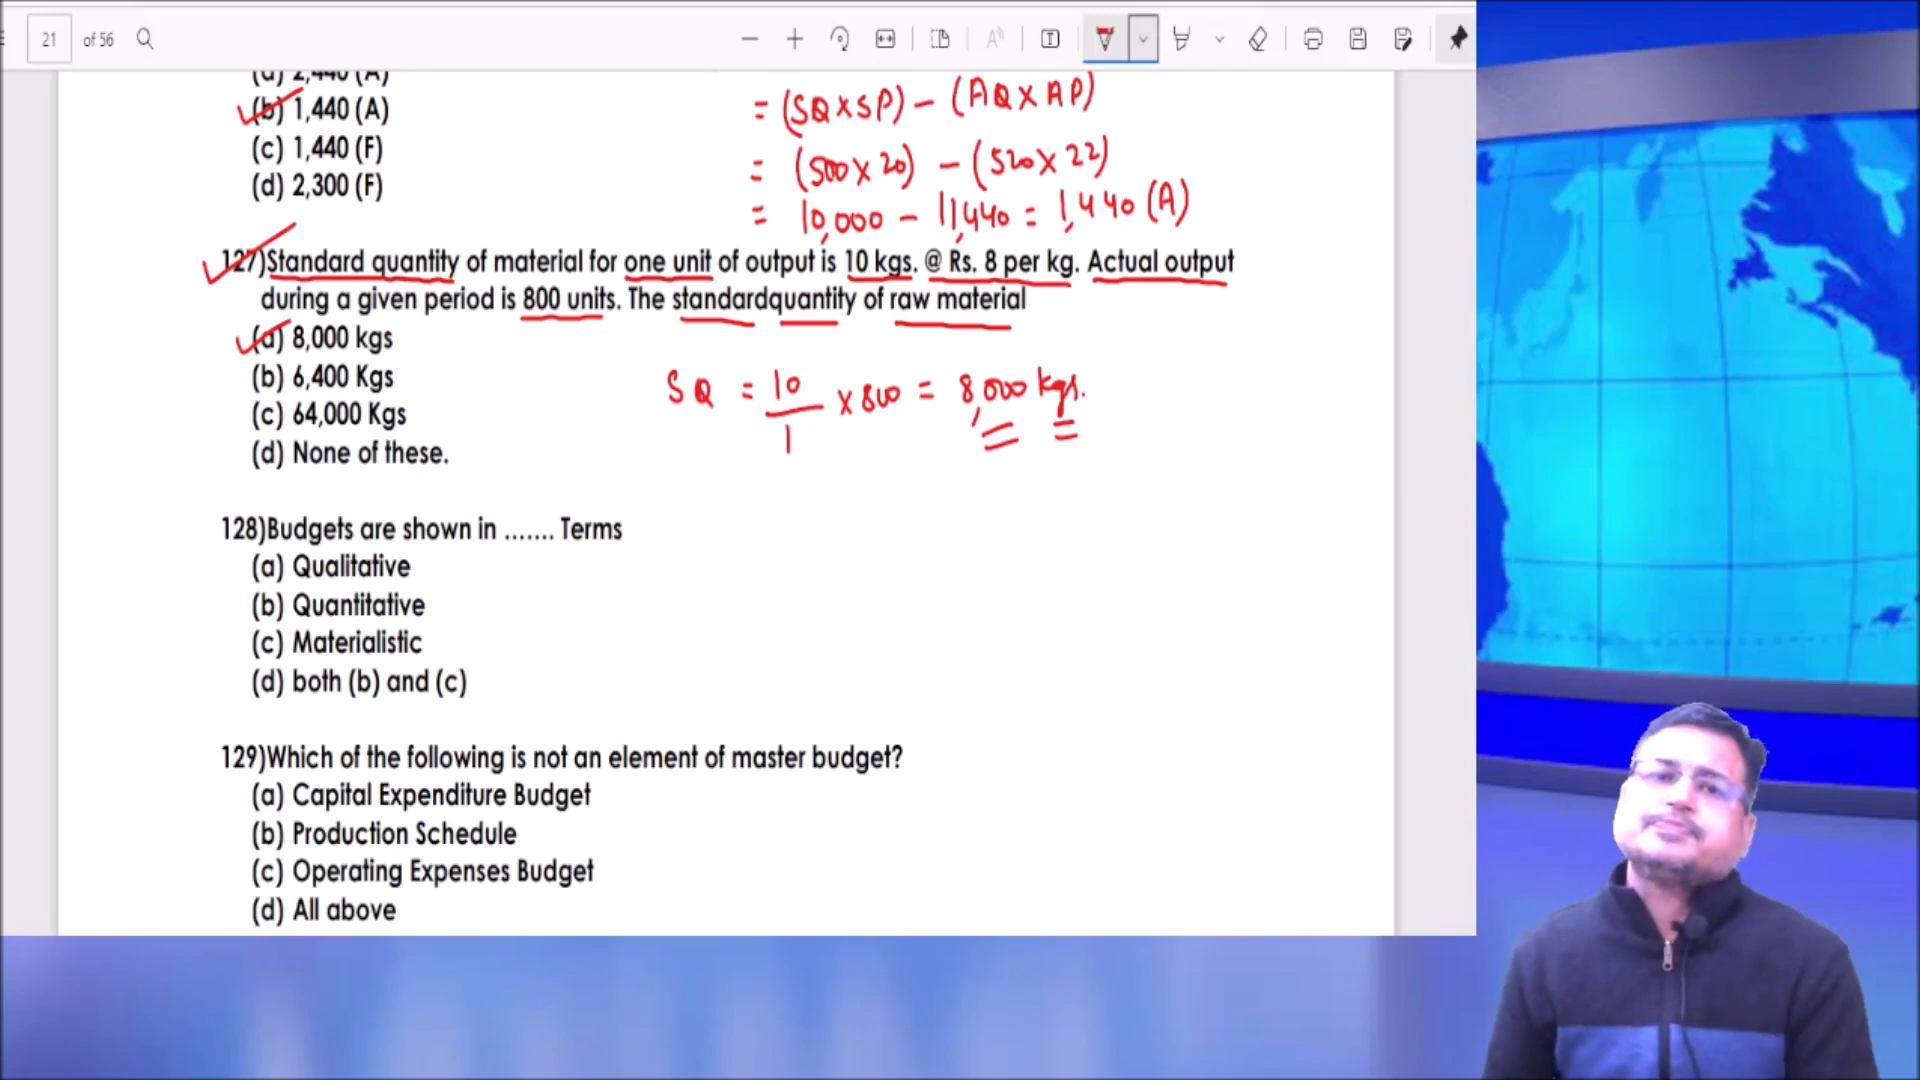 21 of 56
(a) 2,440 (A)
= (SQ X SP) – (AQ X AP)
(b) 1,440 (A)
(c) 1,440 (F)
= (500 X 20) – (520 X 22)
(d) 2,300 (F)
= 10,000 – 11,440 = 1,440 (A)
127)Standard quantity of material for one unit of output is 10 kgs. @ Rs. 8 per kg. Actual output
during a given period is 800 units. The standardquantity of raw material
(a) 8,000 kgs
(b) 6,400 Kgs
SQ = 10/1 X 800 = 8,000 kgs.
(c) 64,000 Kgs
(d) None of these.
128)Budgets are shown in ....... Terms
(a) Qualitative
(b) Quantitative
(c) Materialistic
(d) both (b) and (c)
129)Which of the following is not an element of master budget?
(a) Capital Expenditure Budget
(b) Production Schedule
(c) Operating Expenses Budget
(d) All above